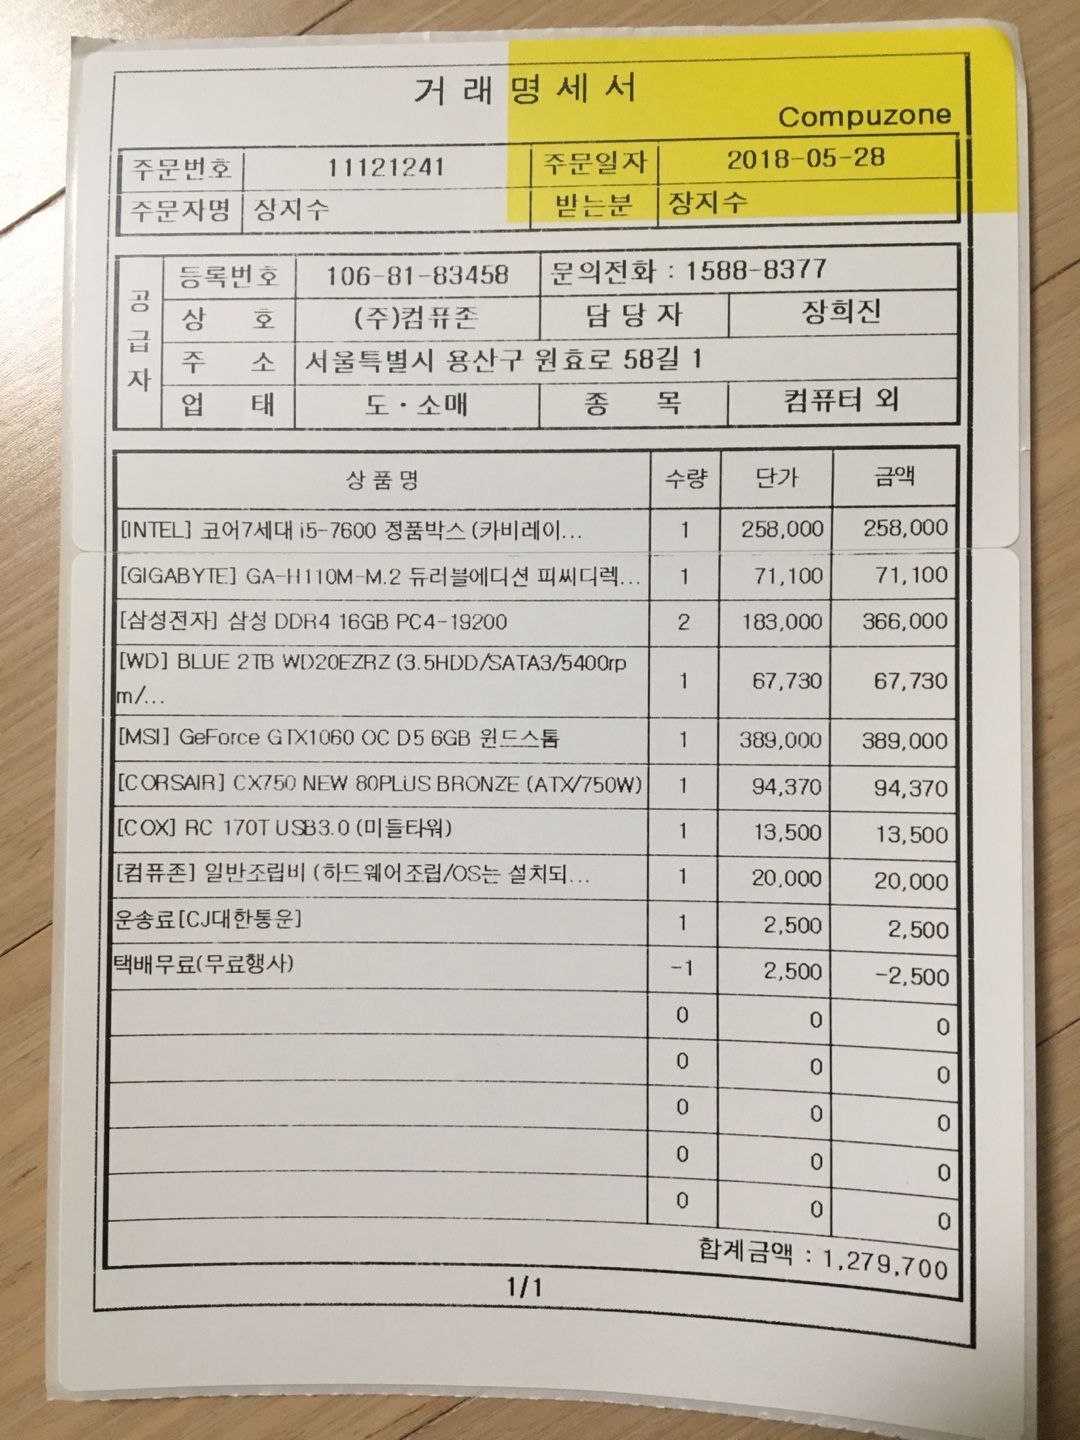 거래명세서
Compuzone
주문번호 11121241 주문일자 2018-05-28
주문자명 장지수 받는분 장지수
공급자
등록번호 106-81-83458 문의전화 : 1588-8377
상 호 (주)컴퓨존 담당자 장희진
주 소 서울특별시 용산구 원효로 58길 1
업 태 도·소매 종 목 컴퓨터 외
상품명 수량 단가 금액
[INTEL] 코어7세대 i5-7600 정품박스 (카비레이... 1 258,000 258,000
[GIGABYTE] GA-H110M-M.2 듀러블에디션 피씨디렉... 1 71,100 71,100
[삼성전자] 삼성 DDR4 16GB PC4-19200 2 183,000 366,000
[WD] BLUE 2TB WD20EZRZ (3.5HDD/SATA3/5400rp
m/... 1 67,730 67,730
[MSI] GeForce GTX1060 OC D5 6GB 윈드스톰 1 389,000 389,000
[CORSAIR] CX750 NEW 80PLUS BRONZE (ATX/750W) 1 94,370 94,370
[COX] RC 170T USB3.0 (미들타워) 1 13,500 13,500
[컴퓨존] 일반조립비 (하드웨어조립/OS는 설치되... 1 20,000 20,000
운송료[CJ대한통운] 1 2,500 2,500
택배무료(무료행사) -1 2,500 -2,500
0 0 0
0 0 0
0 0 0
0 0 0
0 0 0
합계금액 : 1,279,700
1/1